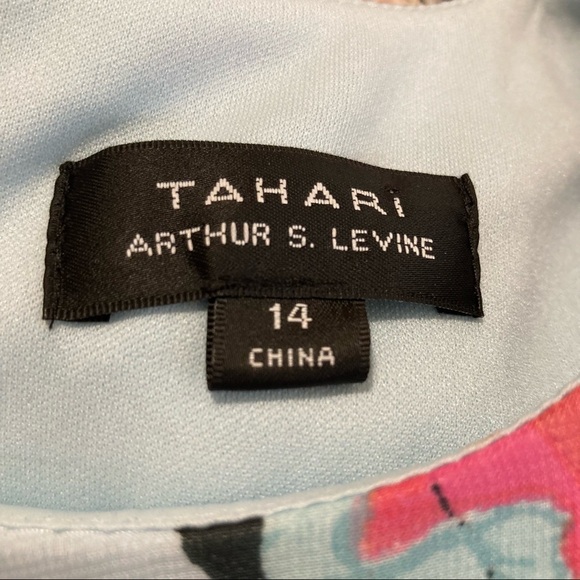 TAHARi
ARTHUR S. LEVINE
14
CHINA